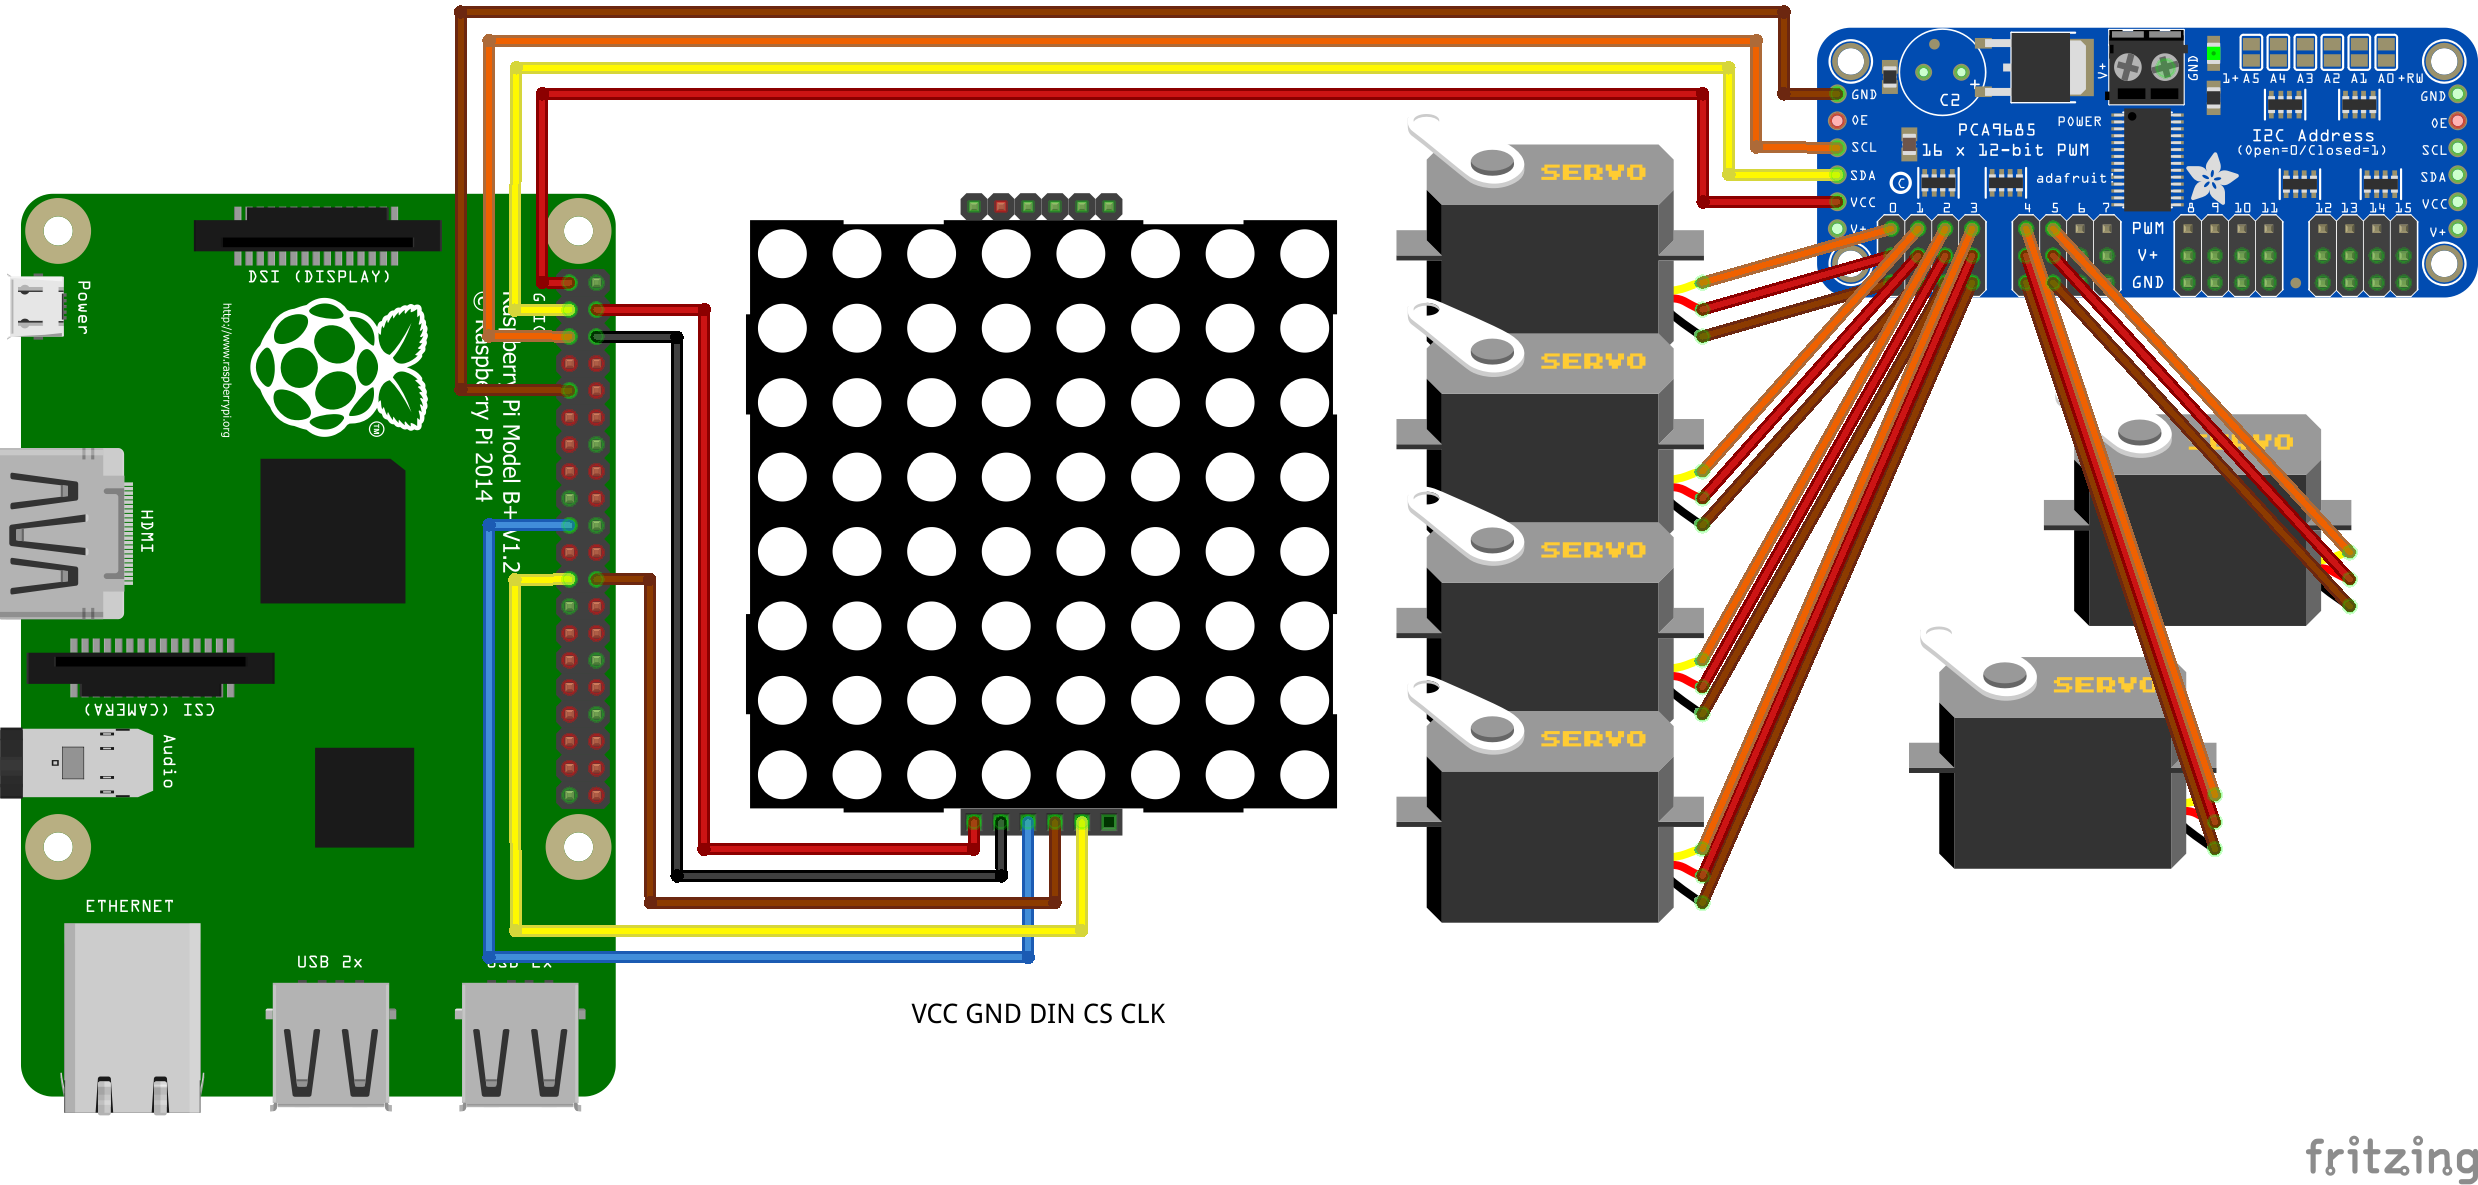 DSI (DISPLAY)
Power
http://www.raspberrypi.org
TM
Raspberry Pi Model B+ V1.2
© Raspberry Pi 2014
HDMI
CSI (CAMERA)
Audio
ETHERNET
USB 2x
USB 2x
VCC GND DIN CS CLK
SERVO
SERVO
SERVO
SERVO
SERVO
SERVO
GND
OE
SCL
SDA
VCC
V+
C2
+
PCA9685
16 x 12-bit PWM
POWER
adafruit
C
V+
GND
1+ A5 A4 A3 A2 A1 A0 +RW
I2C Address
(Open=0/Closed=1)
GND
OE
SCL
SDA
VCC
V+
0 1 2 3 4 5 6 7 8 9 10 11 12 13 14 15
PWM
V+
GND
fritzing